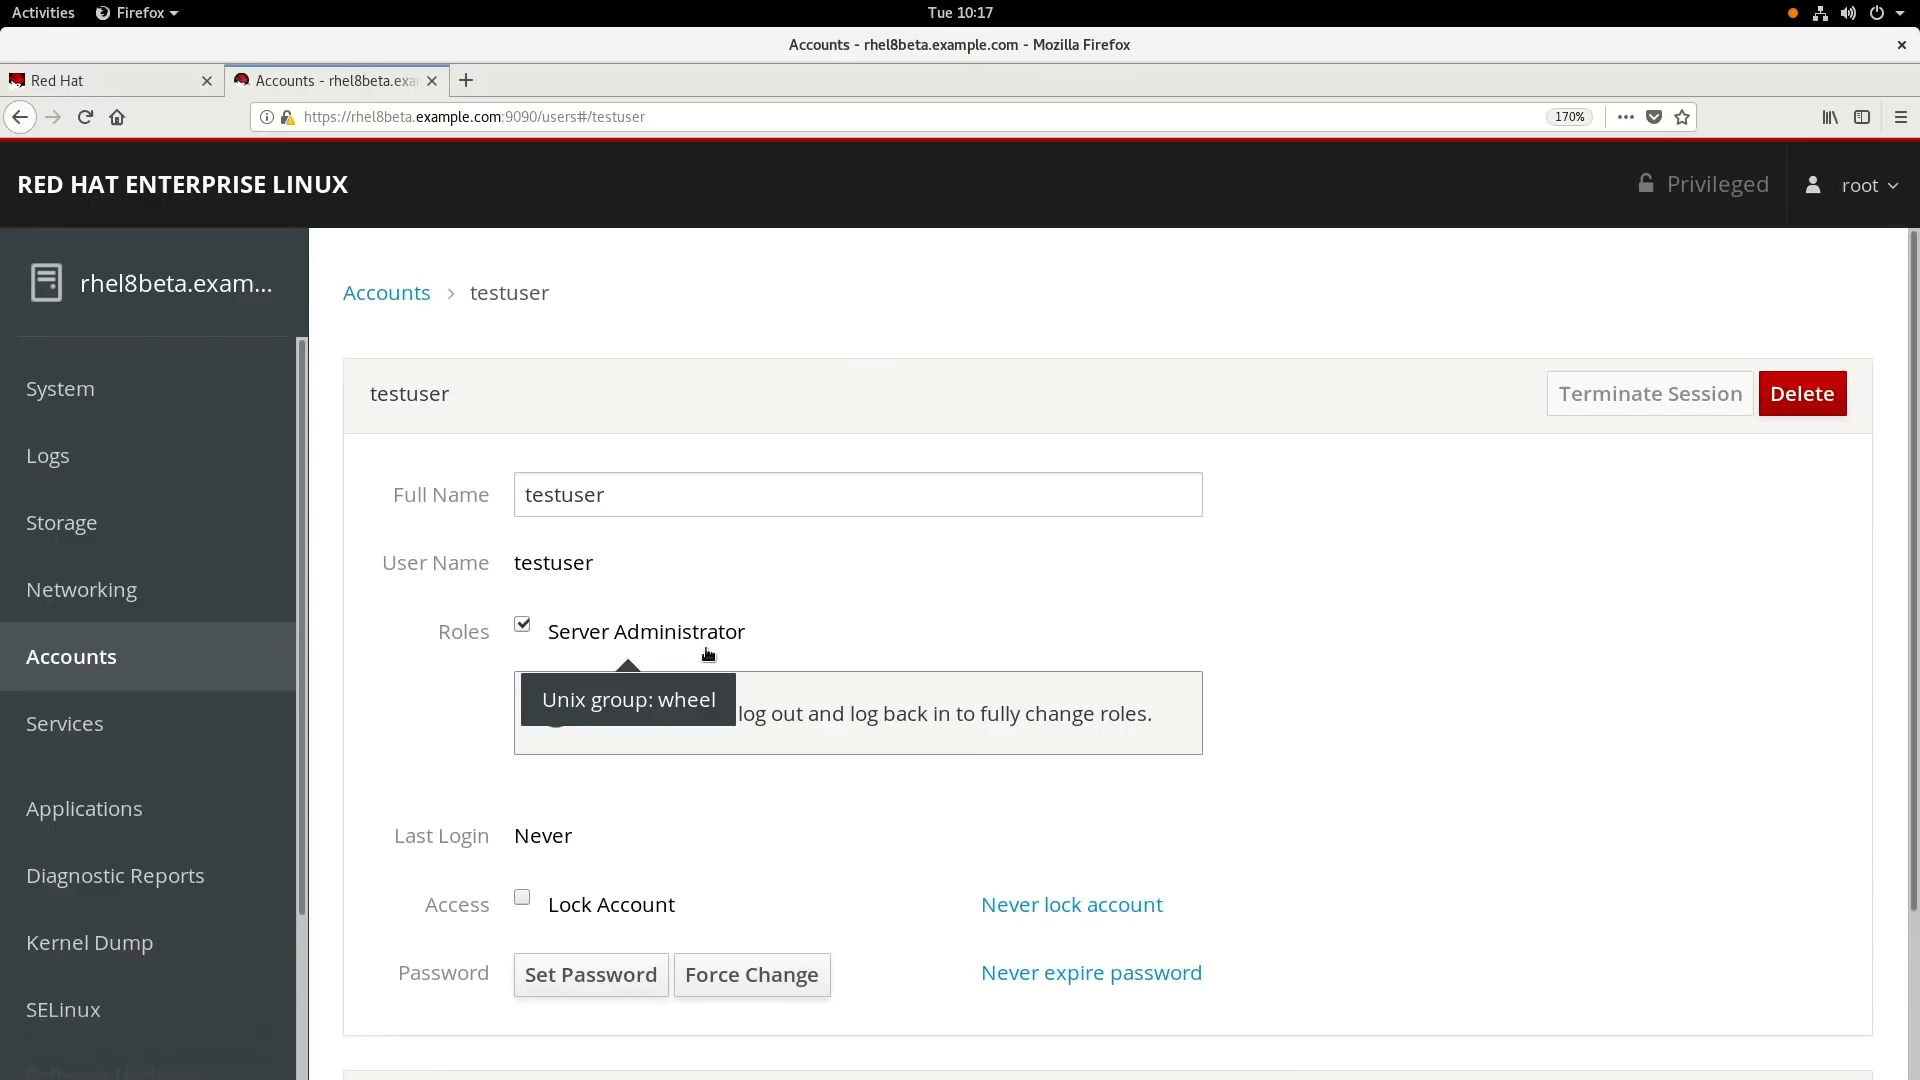 Activities Firefox Tue 10:17
Accounts - rhel8beta.example.com - Mozilla Firefox
Red Hat Accounts - rhel8beta.exa
https://rhel8beta.example.com:9090/users#/testuser 170%
RED HAT ENTERPRISE LINUX Privileged root
rhel8beta.exam...
Accounts > testuser
System
testuser Terminate Session Delete
Logs
Full Name testuser
Storage
User Name testuser
Networking
Roles Server Administrator
Accounts
Unix group: wheel
log out and log back in to fully change roles.
Services
Applications
Last Login Never
Diagnostic Reports
Access Lock Account Never lock account
Kernel Dump
Password Set Password Force Change Never expire password
SELinux